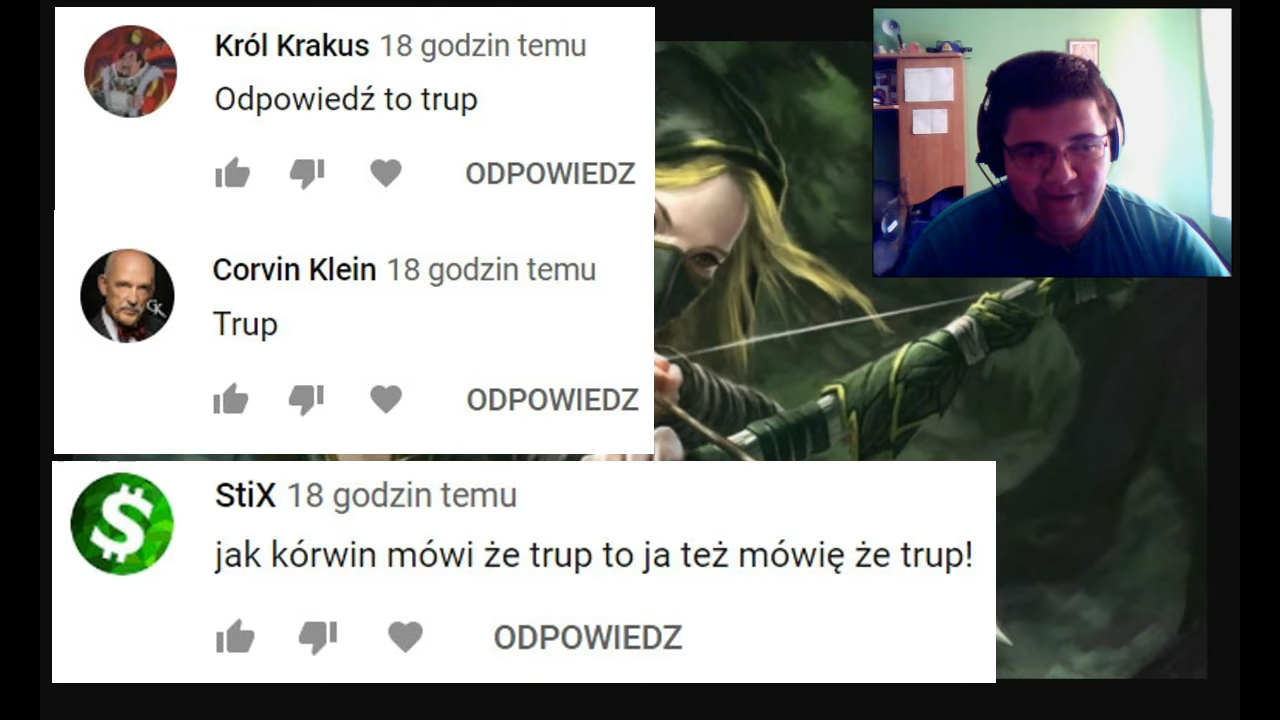 Król Krakus 18 godzin temu
Odpowiedź to trup
ODPOWIEDZ
Corvin Klein 18 godzin temu
Trup
ODPOWIEDZ
StiX 18 godzin temu
jak kórwin mówi że trup to ja też mówię że trup!
ODPOWIEDZ